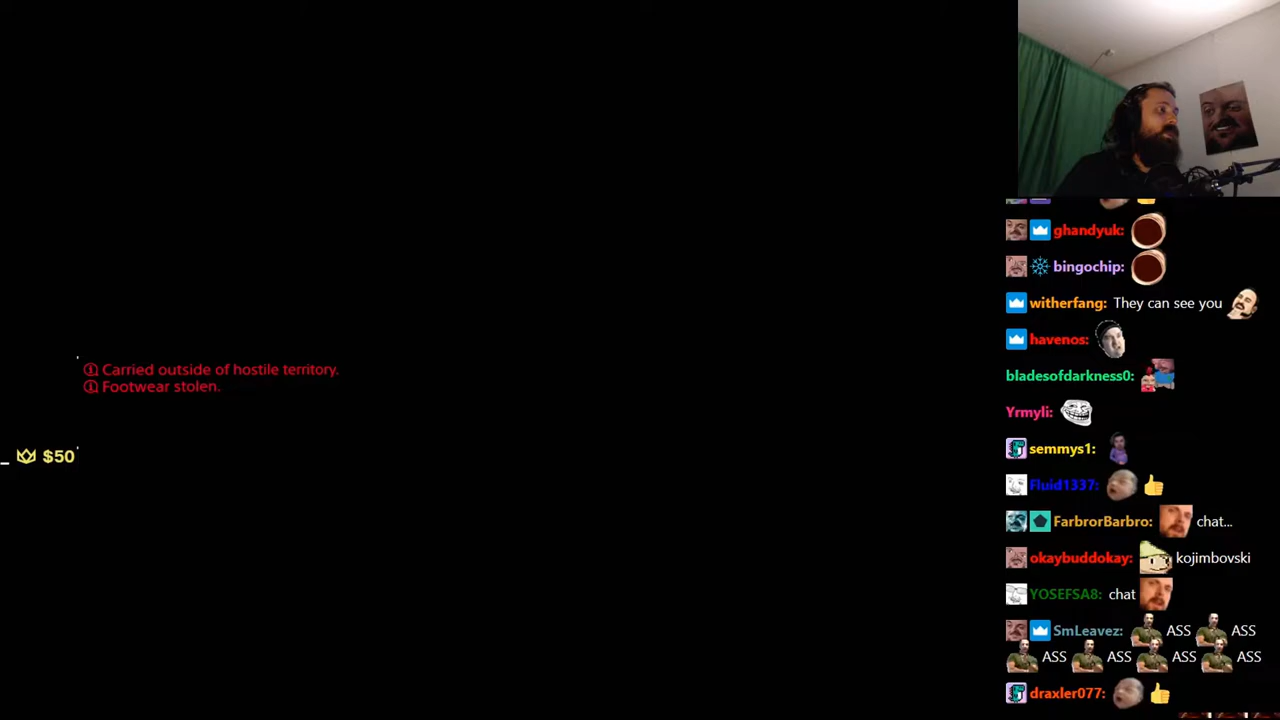 Carried outside of hostile territory.
Footwear stolen.
$50
ghandyuk:
bingochip:
witherfang: They can see you
havenos:
bladesofdarkness0:
Yrmyli:
semmys1:
Fluid1337:
FarbrorBarbro: chat...
okaybuddokay: kojimbovski
YOSEFSA8: chat
SmLeavez: ASS ASS
ASS ASS ASS ASS
draxler077: